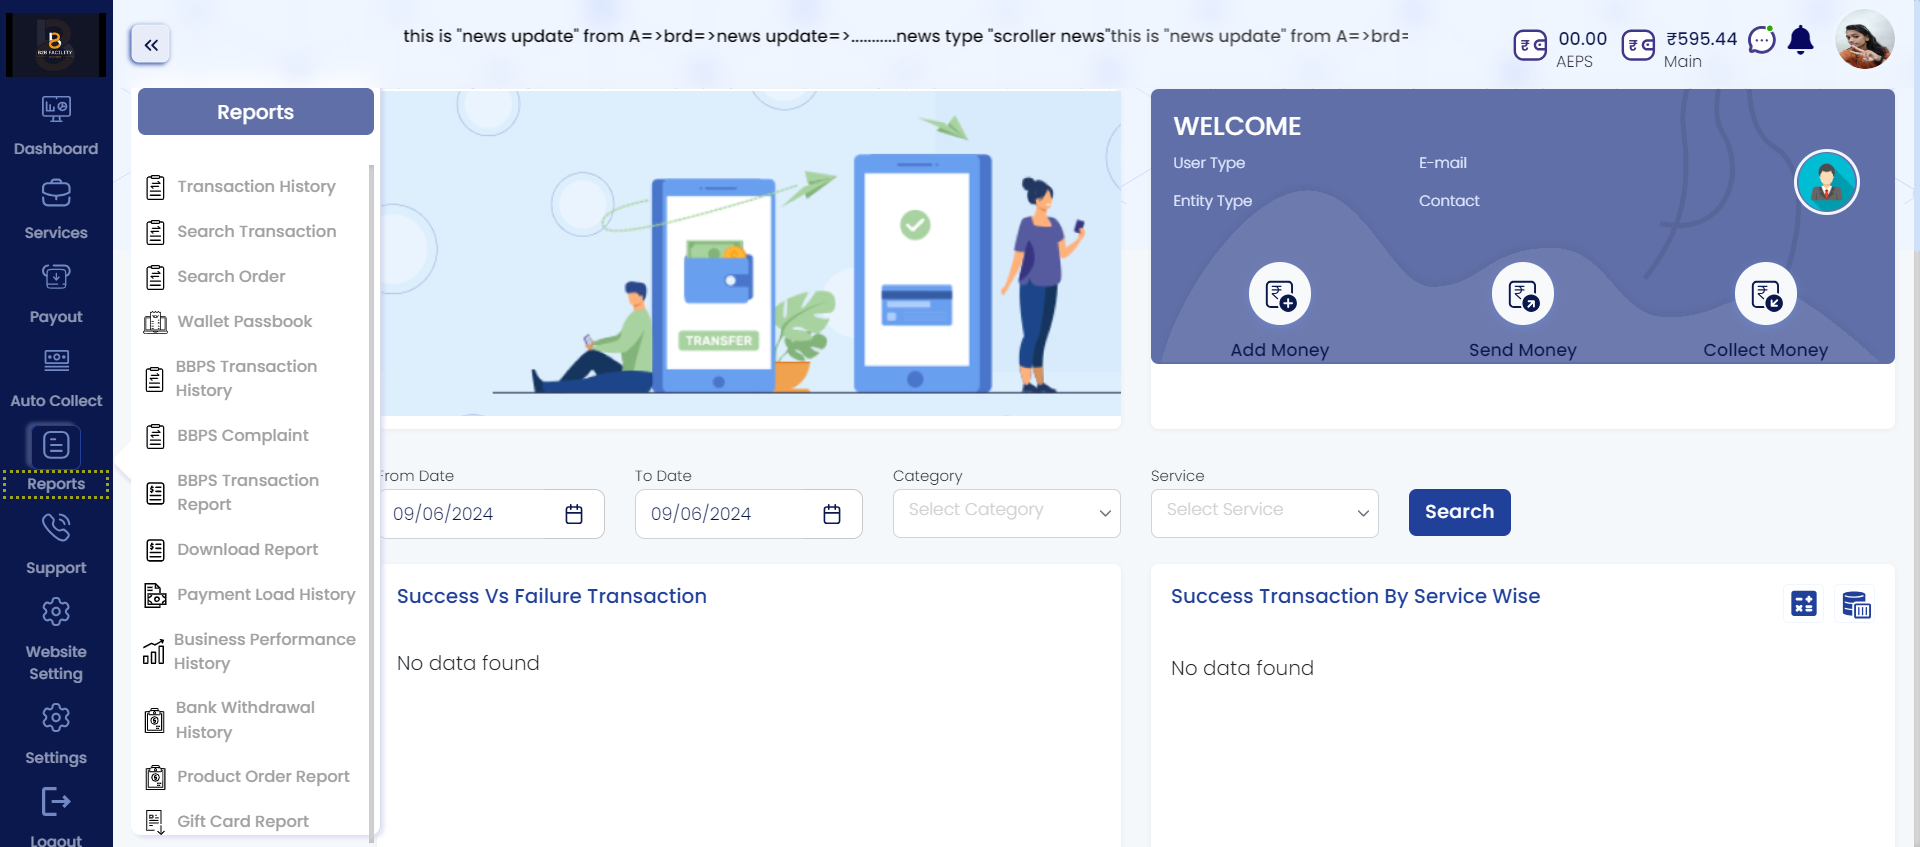 B2B FACILITY
this is "news update" from A=>brd=>news update=>...........news type "scroller news"this is "news update" from A=>brd=
00.00
AEPS
₹595.44
Main
Dashboard
Services
Payout
Auto Collect
Reports
Support
Website
Setting
Settings
Logout
Reports
Transaction History
Search Transaction
Search Order
Wallet Passbook
BBPS Transaction
History
BBPS Complaint
BBPS Transaction
Report
Download Report
Payment Load History
Business Performance
History
Bank Withdrawal
History
Product Order Report
Gift Card Report
TRANSFER
WELCOME
User Type
E-mail
Entity Type
Contact
Add Money
Send Money
Collect Money
From Date
To Date
Category
Service
09/06/2024
09/06/2024
Select Category
Select Service
Search
Success Vs Failure Transaction
No data found
Success Transaction By Service Wise
No data found